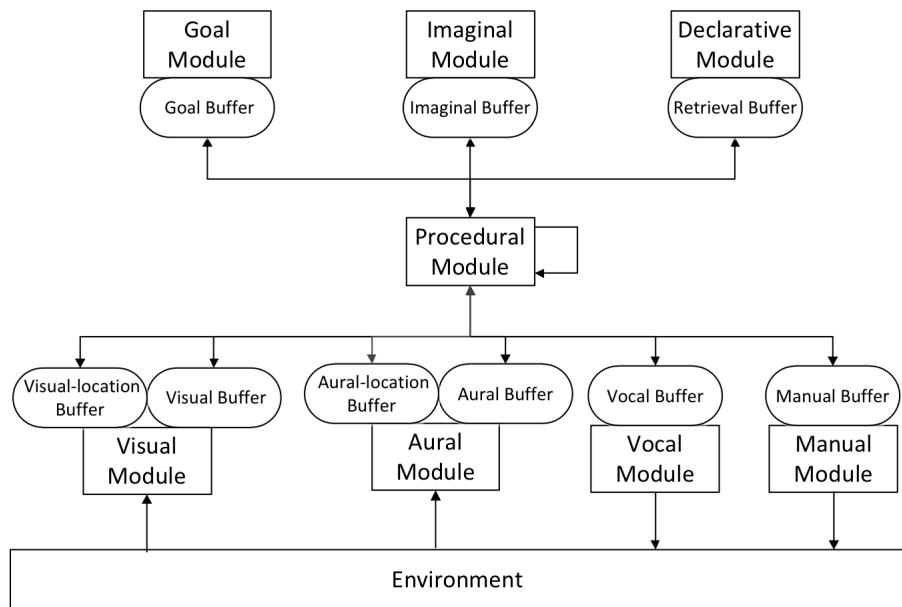 Goal
Module
Imaginal
Module
Declarative
Module
Goal Buffer
Imaginal Buffer
Retrieval Buffer
Procedural
Module
Visual-location
Buffer
Visual Buffer
Aural-location
Buffer
Aural Buffer
Vocal Buffer
Manual Buffer
Visual
Module
Aural
Module
Vocal
Module
Manual
Module
Environment